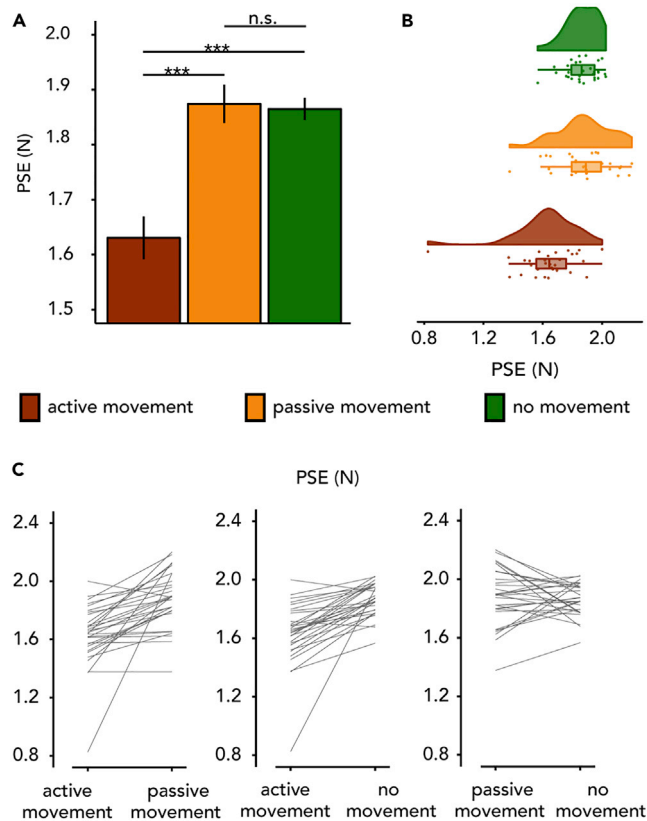 A
B
n.s.
***
***
2.0
1.9
1.8
1.7
1.6
1.5
PSE (N)
0.8 1.2 1.6 2.0
PSE (N)
active movement passive movement no movement
C
PSE (N)
2.4 2.4 2.4
2.0 2.0 2.0
1.6 1.6 1.6
1.2 1.2 1.2
0.8 0.8 0.8
active passive active no passive no
movement movement movement movement movement movement